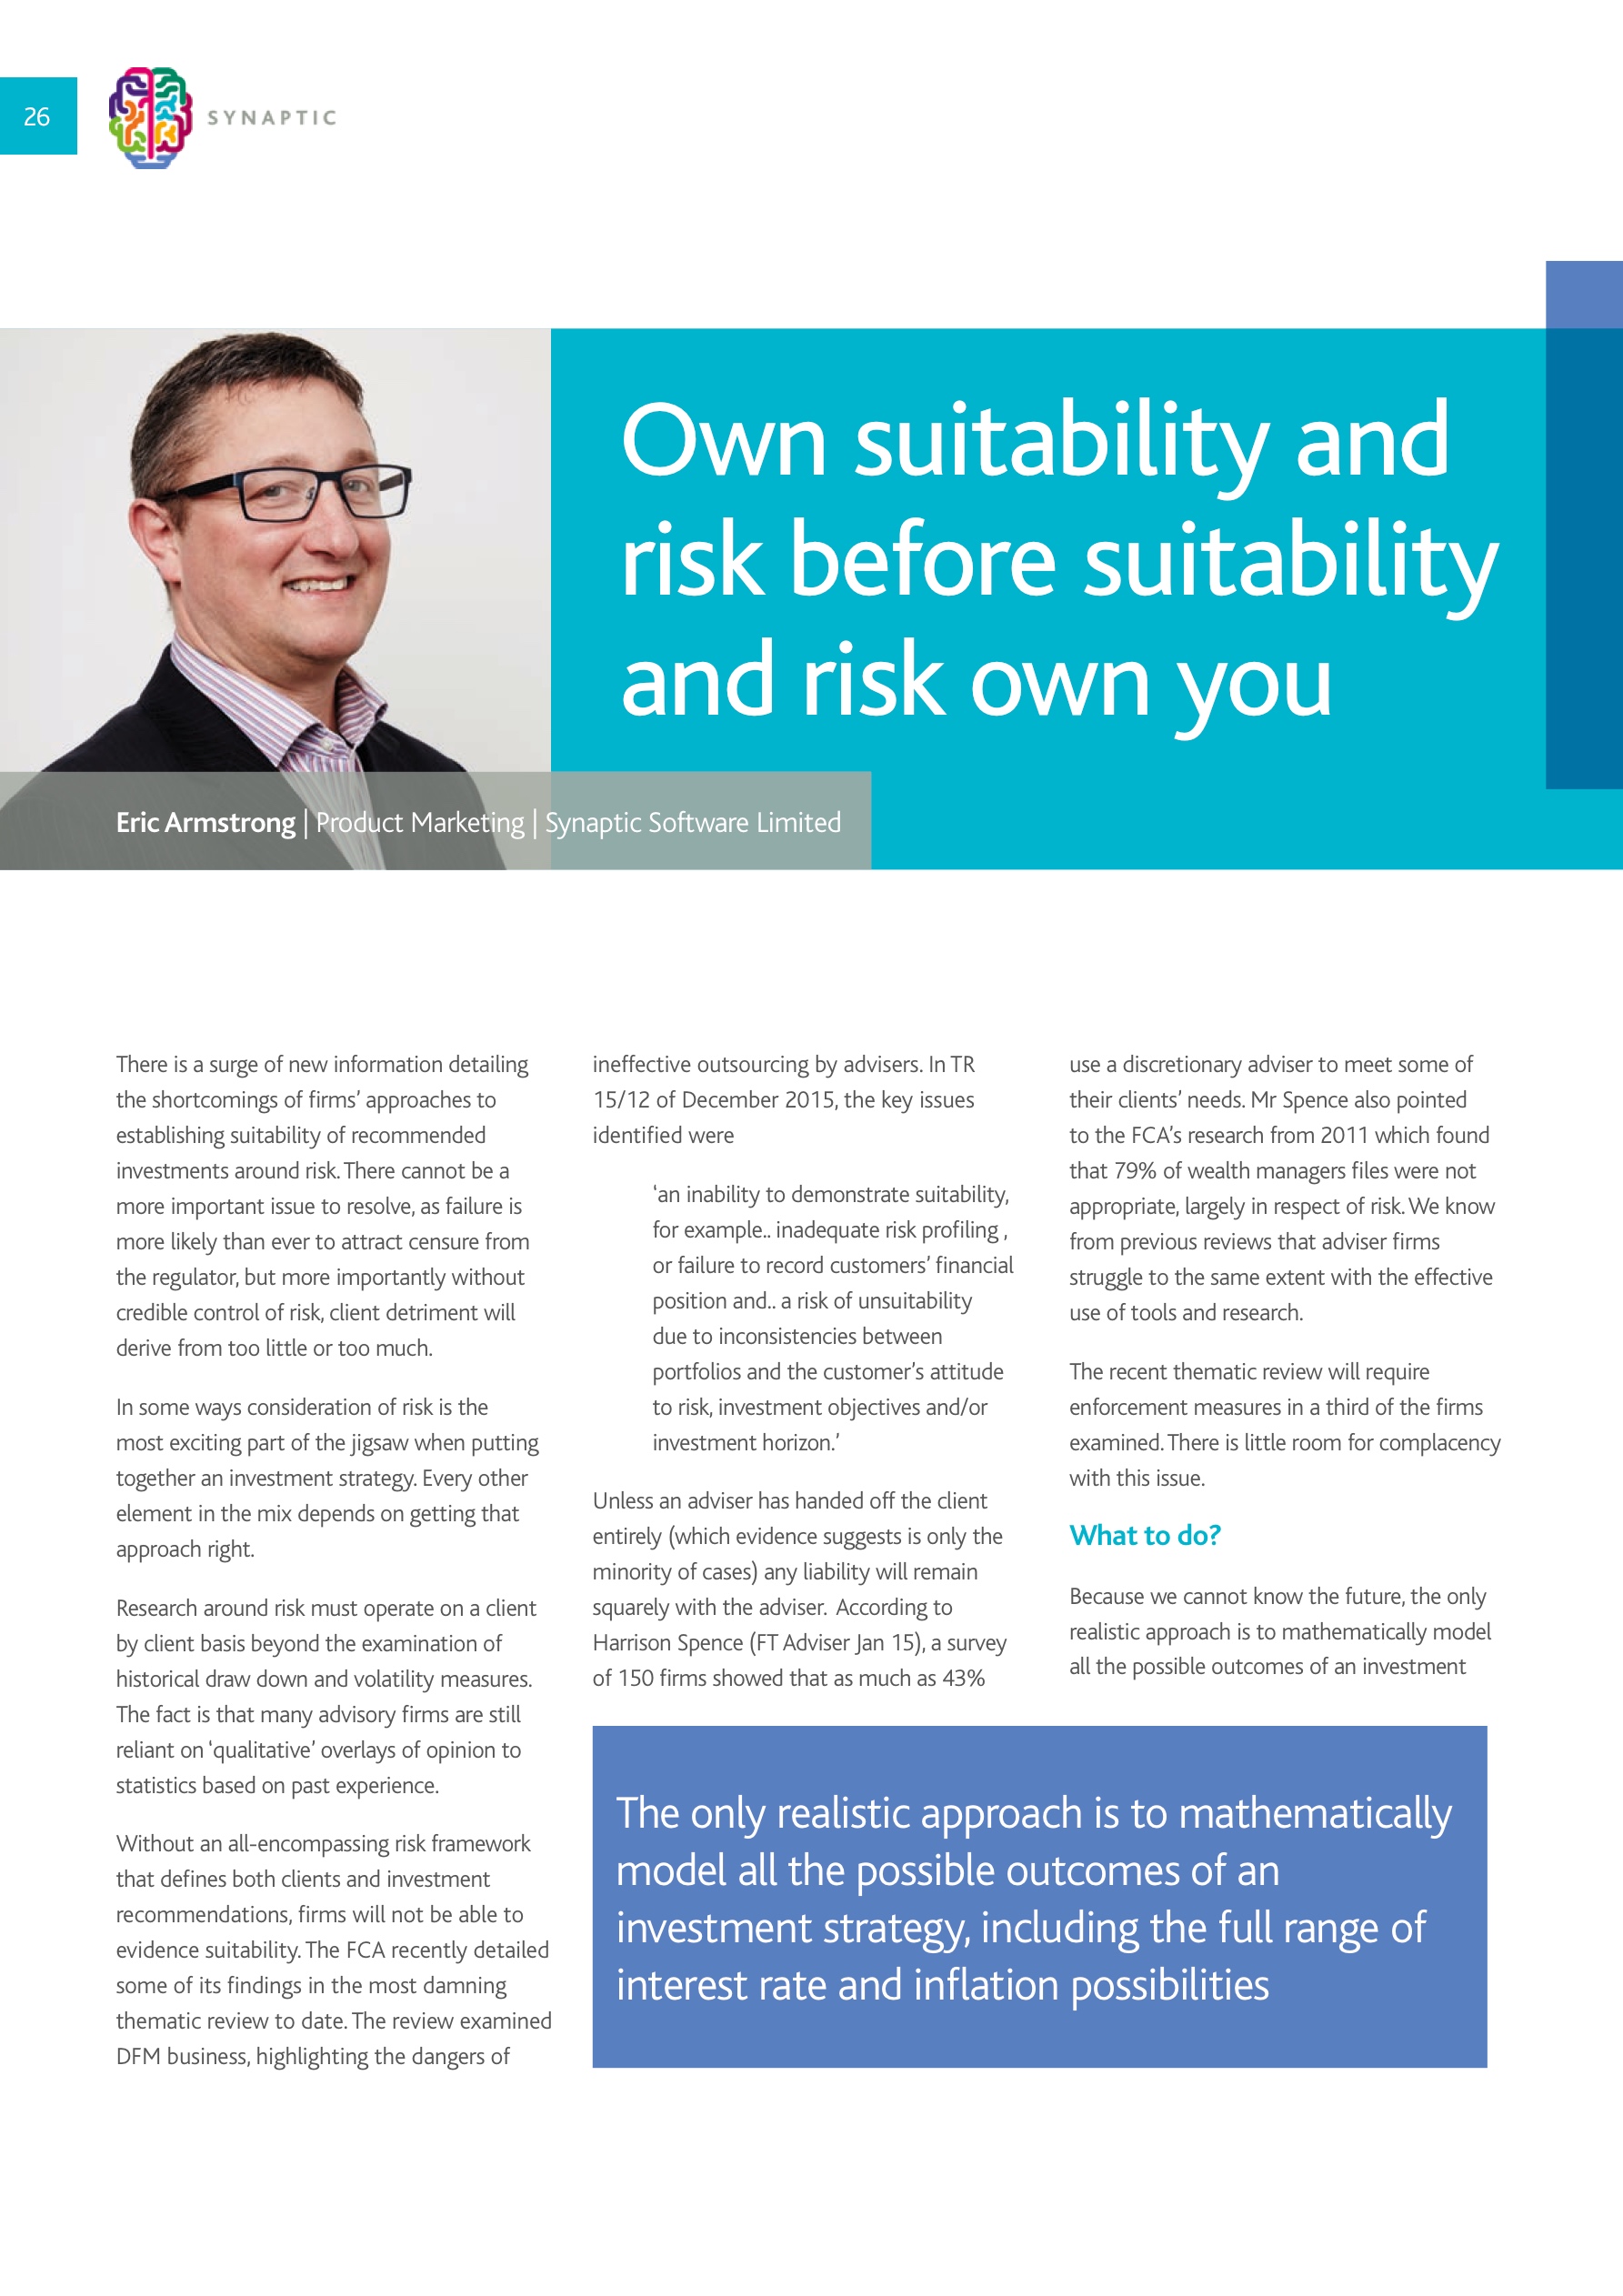 26
SYNAPTIC
Own suitability and
risk before suitability
and risk own you
Eric Armstrong | Product Marketing | Synaptic Software Limited
There is a surge of new information detailing
the shortcomings of firms’ approaches to
establishing suitability of recommended
investments around risk. There cannot be a
more important issue to resolve, as failure is
more likely than ever to attract censure from
the regulator, but more importantly without
credible control of risk, client detriment will
derive from too little or too much.
In some ways consideration of risk is the
most exciting part of the jigsaw when putting
together an investment strategy. Every other
element in the mix depends on getting that
approach right.
Research around risk must operate on a client
by client basis beyond the examination of
historical draw down and volatility measures.
The fact is that many advisory firms are still
reliant on ‘qualitative’ overlays of opinion to
statistics based on past experience.
Without an all-encompassing risk framework
that defines both clients and investment
recommendations, firms will not be able to
evidence suitability. The FCA recently detailed
some of its findings in the most damning
thematic review to date. The review examined
DFM business, highlighting the dangers of
ineffective outsourcing by advisers. In TR
15/12 of December 2015, the key issues
identified were
‘an inability to demonstrate suitability,
for example.. inadequate risk profiling ,
or failure to record customers’ financial
position and.. a risk of unsuitability
due to inconsistencies between
portfolios and the customer’s attitude
to risk, investment objectives and/or
investment horizon.’
Unless an adviser has handed off the client
entirely (which evidence suggests is only the
minority of cases) any liability will remain
squarely with the adviser.  According to
Harrison Spence (FT Adviser Jan 15), a survey
of 150 firms showed that as much as 43%
use a discretionary adviser to meet some of
their clients’ needs. Mr Spence also pointed
to the FCA’s research from 2011 which found
that 79% of wealth managers files were not
appropriate, largely in respect of risk. We know
from previous reviews that adviser firms
struggle to the same extent with the effective
use of tools and research.
The recent thematic review will require
enforcement measures in a third of the firms
examined. There is little room for complacency
with this issue.
What to do?
Because we cannot know the future, the only
realistic approach is to mathematically model
all the possible outcomes of an investment
The only realistic approach is to mathematically
model all the possible outcomes of an
investment strategy, including the full range of
interest rate and inflation possibilities